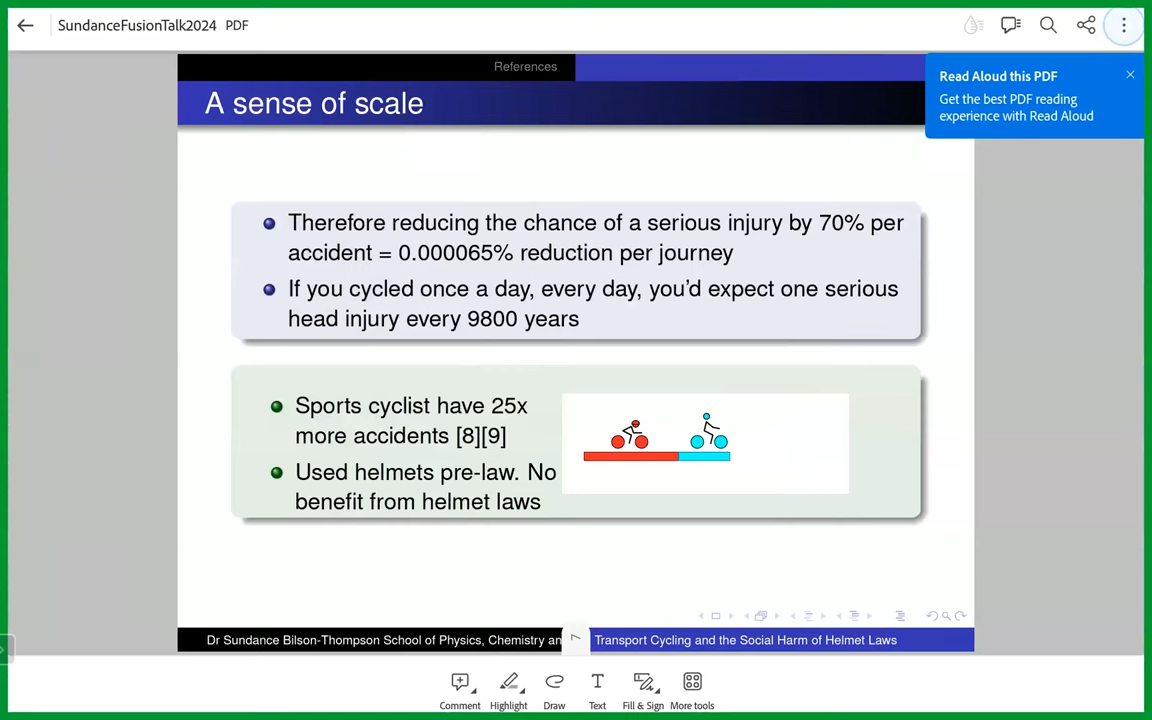 SundanceFusionTalk2024 PDF
Read Aloud this PDF
Get the best PDF reading
experience with Read Aloud
References
A sense of scale
Therefore reducing the chance of a serious injury by 70% per
accident = 0.000065% reduction per journey
If you cycled once a day, every day, you'd expect one serious
head injury every 9800 years
Sports cyclist have 25x
more accidents [8][9]
Used helmets pre-law. No
benefit from helmet laws
Dr Sundance Bilson-Thompson School of Physics, Chemistry an
Transport Cycling and the Social Harm of Helmet Laws
Comment Highlight Draw Text Fill & Sign More tools